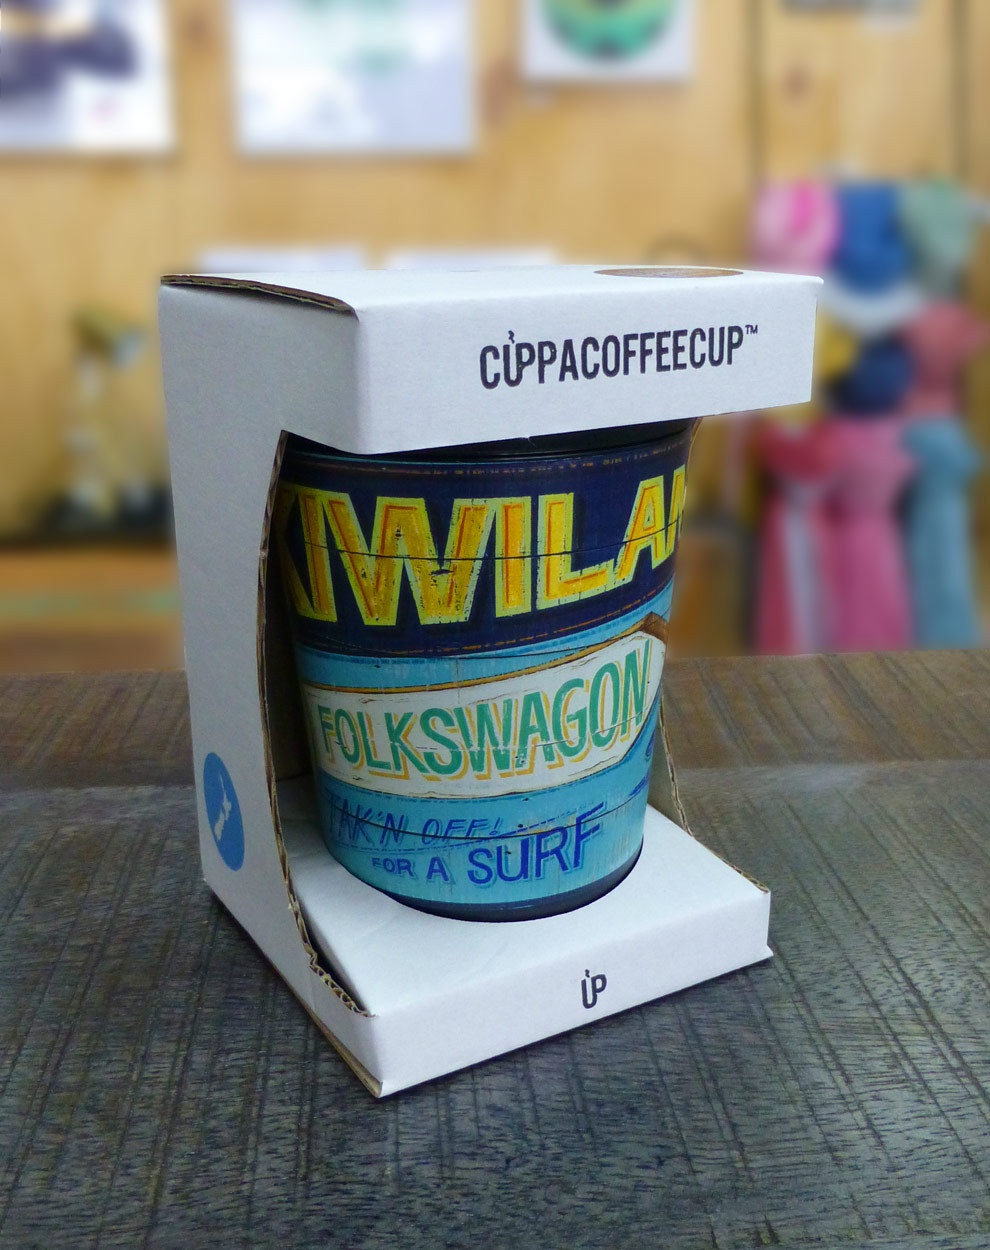 CUPPACOFFEECUP™
KIWILAN
FOLKSWAGON
TAK'N OFF!
FOR A SURF
UP